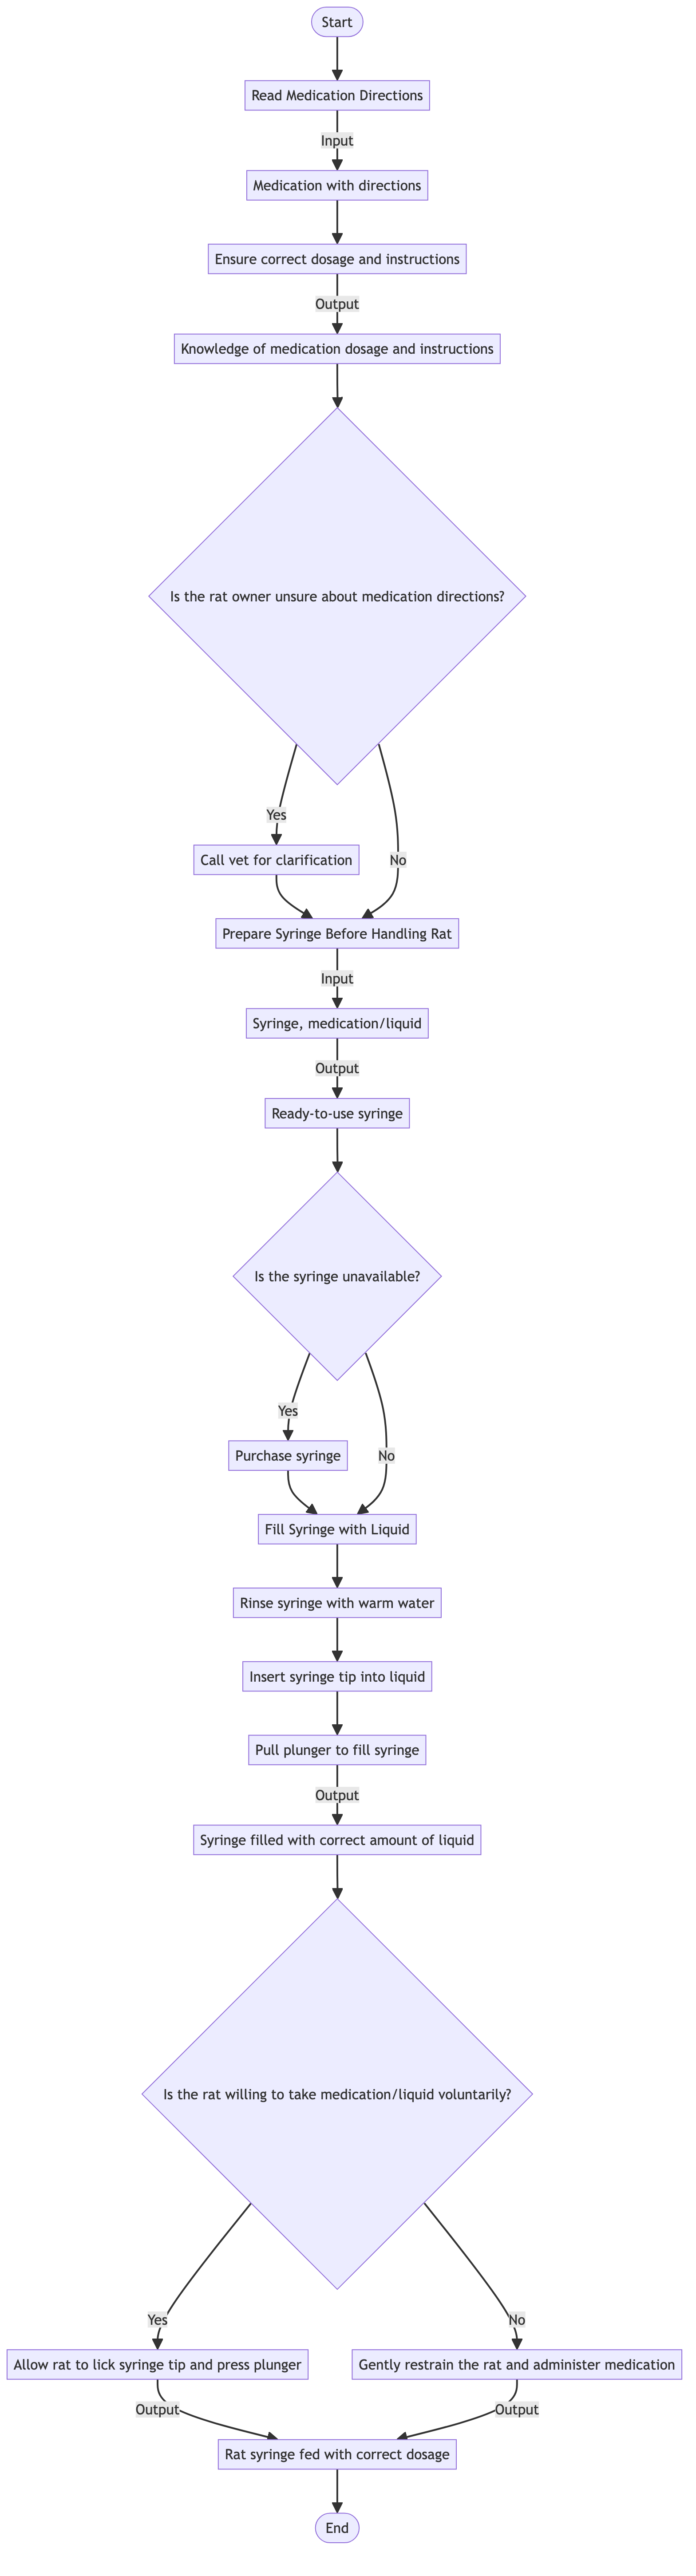 Start
Read Medication Directions
Input
Medication with directions
Ensure correct dosage and instructions
Output
Knowledge of medication dosage and instructions
Is the rat owner unsure about medication directions?
Yes
Call vet for clarification
No
Prepare Syringe Before Handling Rat
Input
Syringe, medication/liquid
Output
Ready-to-use syringe
Is the syringe unavailable?
Yes
Purchase syringe
No
Fill Syringe with Liquid
Rinse syringe with warm water
Insert syringe tip into liquid
Pull plunger to fill syringe
Output
Syringe filled with correct amount of liquid
Is the rat willing to take medication/liquid voluntarily?
Yes
No
Allow rat to lick syringe tip and press plunger
Gently restrain the rat and administer medication
Output
Output
Rat syringe fed with correct dosage
End